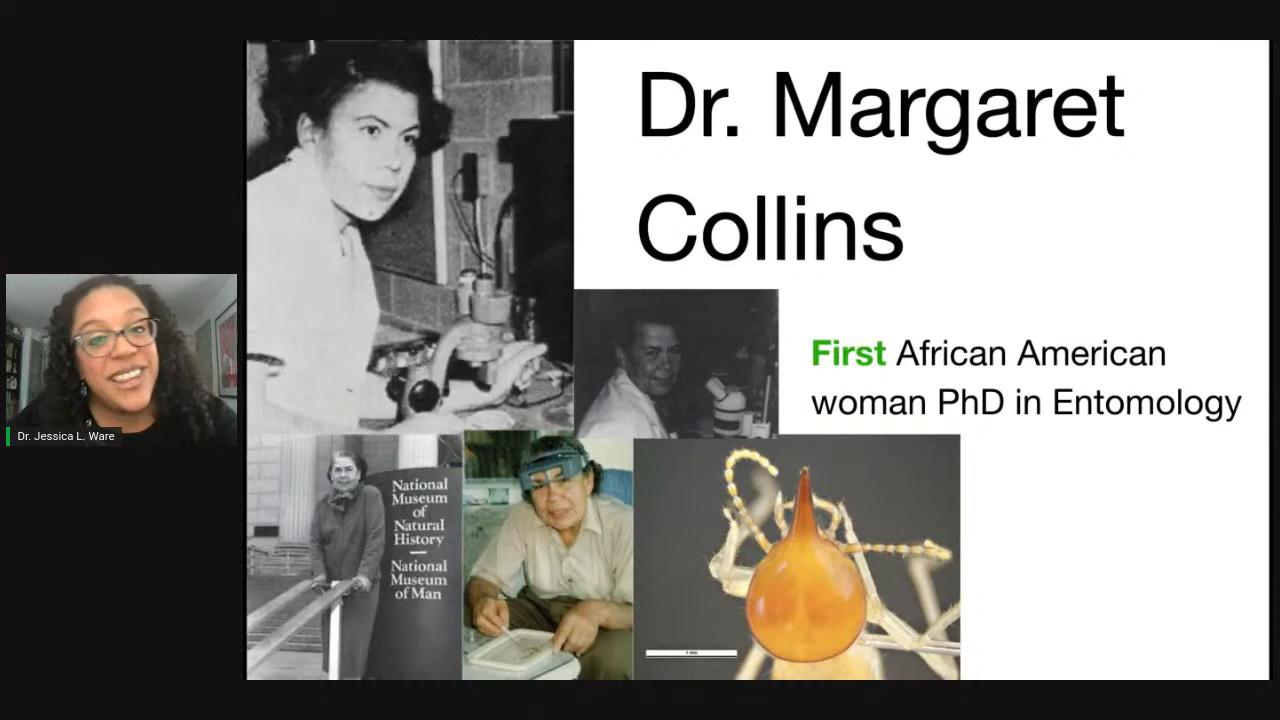 Dr. Margaret
Collins
First African American
woman PhD in Entomology
Dr. Jessica L. Ware
National
Museum
of
Natural
History
National
Museum
of Man